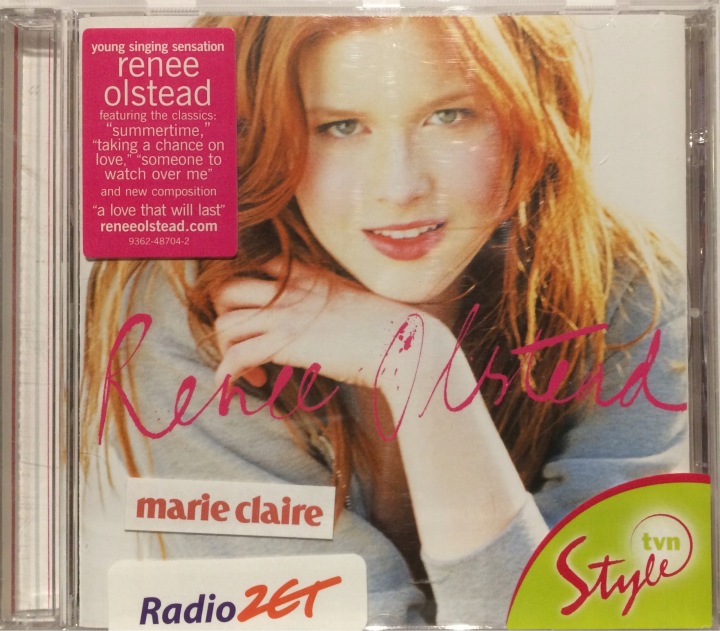 young singing sensation
renee
olstead
featuring the classics:
"summertime,"
"taking a chance on
love," "someone to
watch over me"
and new composition
"a love that will last"
reneeolstead.com
9362-48704-2
Renee Olstead
marie claire
Radio ZET
tvn
Style